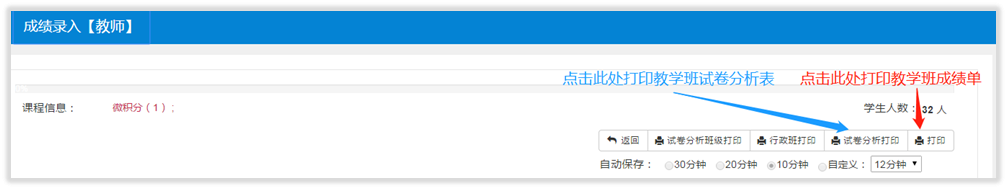 成绩录入【教师】
点击此处打印教学班试卷分析表 点击此处打印教学班成绩单
课程信息： 微积分（1）； 学生人数：32 人
返回 试卷分析班级打印 行政班打印 试卷分析打印 打印
自动保存： 30分钟 20分钟 10分钟 自定义：12分钟